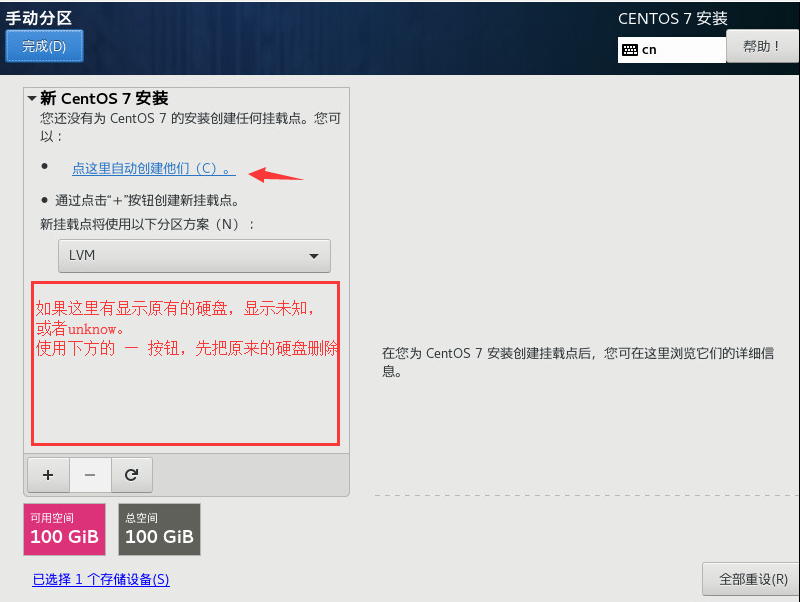 手动分区
完成(D)
CENTOS 7 安装
cn
帮助！
新 CentOS 7 安装
您还没有为 CentOS 7 的安装创建任何挂载点。您可
以：
点这里自动创建他们（C）。
通过点击“+”按钮创建新挂载点。
新挂载点将使用以下分区方案（N）：
LVM
如果这里有显示原有的硬盘，显示未知，
或者unknow。
使用下方的 一 按钮，先把原来的硬盘删除
在您为 CentOS 7 安装创建挂载点后，您可在这里浏览它们的详细信
息。
可用空间
100 GiB
总空间
100 GiB
已选择 1 个存储设备(S)
全部重设(R)